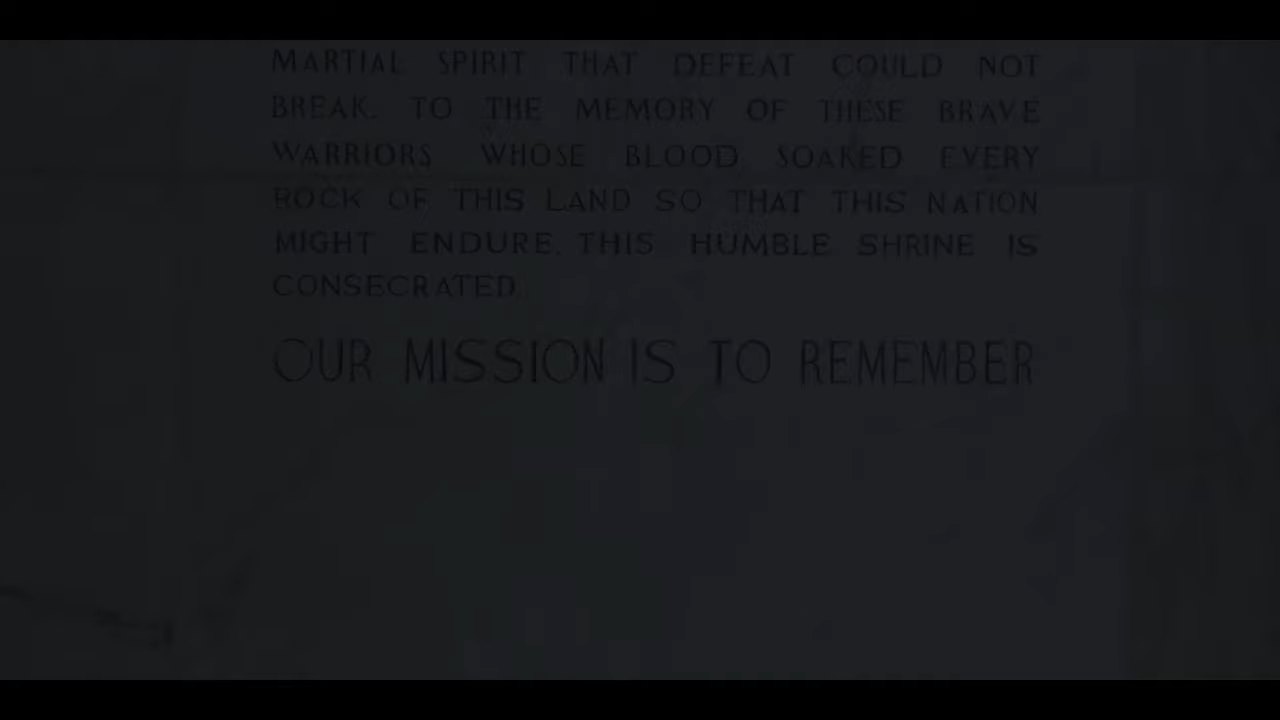 MARTIAL SPIRIT THAT DEFEAT COULD NOT
BREAK. TO THE MEMORY OF THESE BRAVE
WARRIORS WHOSE BLOOD SOAKED EVERY
ROCK OF THIS LAND SO THAT THIS NATION
MIGHT ENDURE. THIS HUMBLE SHRINE IS
CONSECRATED.
OUR MISSION IS TO REMEMBER